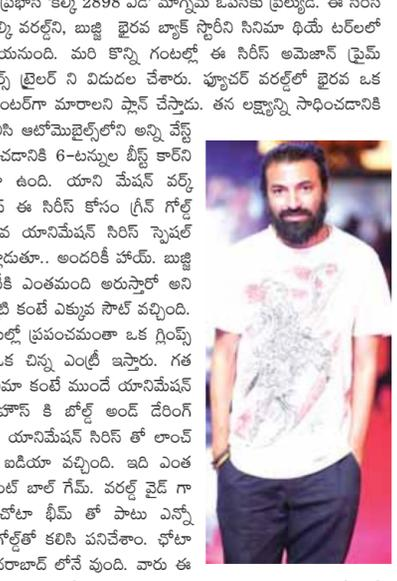 ప్రభాస్ 'కల్కి 2898 ఏడి' మాగ్నమ్ ఓపస్‌కు ప్రిల్యూడ్. ఈ సిరీస్
వరల్డ్‌ని, బుజ్జి భైరవ బ్యాక్ స్టోరీని సినిమా థియే టర్‌లలో
యనుంది. మరి కొన్ని గంటల్లో ఈ సిరీస్ అమెజాన్ ప్రైమ్
ట్రైలర్ ని విడుదల చేశారు. ఫ్యూచర్ వరల్డ్‌లో భైరవ ఒక
ంటర్‌గా మారాలని ప్లాన్ చేస్తాడు. తన లక్ష్యాన్ని సాధించడానికి
సి ఆటోమొబైల్స్‌లోని అన్ని వేస్ట్
చడానికి 6-టన్నుల బీస్ట్ కార్‌ని
ఉంది. యాని మేషన్ వర్క్
ఈ సిరీస్ కోసం గ్రీన్ గోల్డ్
వ యానిమేషన్ సిరిస్ స్పెషల్
్లాడుతూ.. అందరికీ హాయ్. బుజ్జి
కి ఎంతమంది అరుస్తారో అని
టి కంటే ఎక్కువ సౌట్ వచ్చింది.
ల్లో ప్రపంచమంతా ఒక గ్లింప్స్
ఒక చిన్న ఎంట్రీ ఇస్తారు. గత
మా కంటే ముందే యానిమేషన్
హౌస్ కి బోల్డ్ అండ్ డేరింగ్
యానిమేషన్ సిరిస్ తో లాంచ్
ఐడియా వచ్చింది. ఇది ఎంత
ంట్ బాల్ గేమ్. వరల్డ్ వైడ్ గా
చోటా భీమ్ తో పాటు ఎన్నో
గోల్డ్‌తో కలిసి పనిచేశాం. ఛోటా
దరాబాద్ లోనే వుంది. వారు ఈ